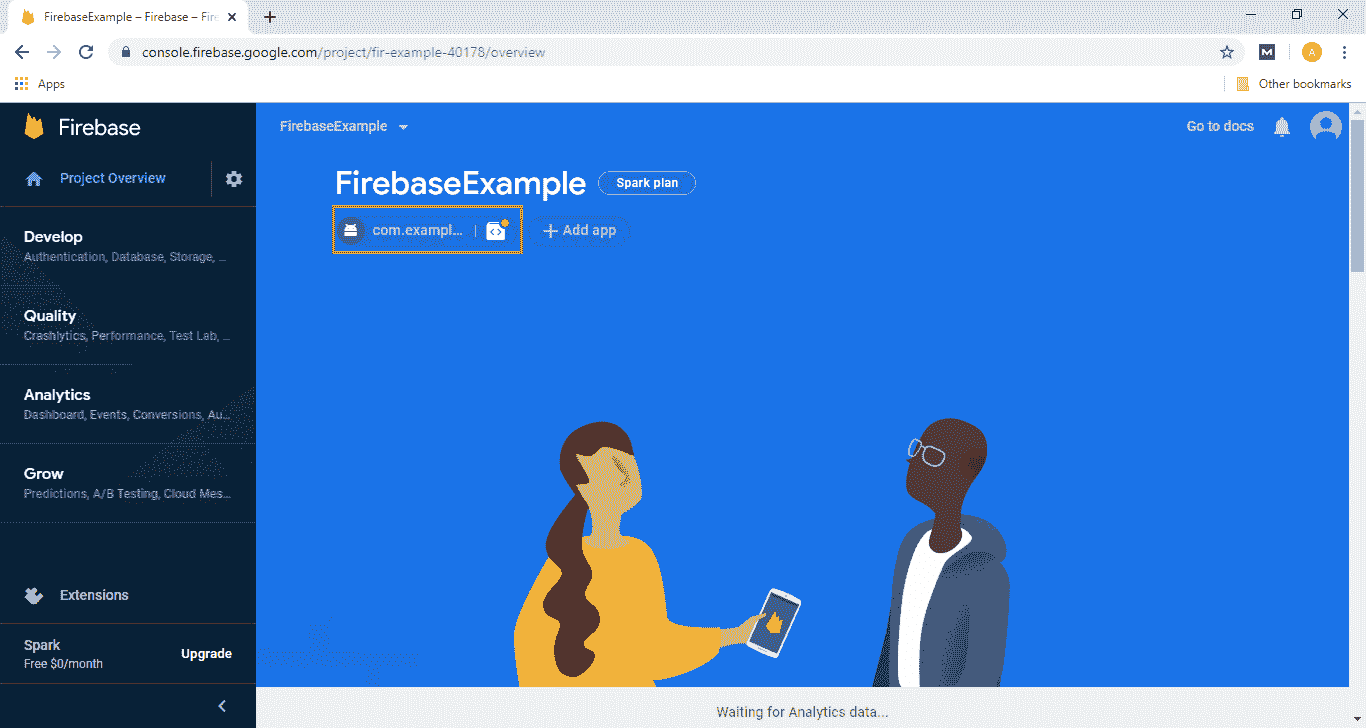 FirebaseExample – Firebase – Fire
console.firebase.google.com/project/fir-example-40178/overview
M
A
Apps
Other bookmarks
Firebase
FirebaseExample
Go to docs
Project Overview
FirebaseExample
Spark plan
com.exampl...
Add app
Develop
Authentication, Database, Storage, ...
Quality
Crashlytics, Performance, Test Lab, ...
Analytics
Dashboard, Events, Conversions, Au...
Grow
Predictions, A/B Testing, Cloud Mes...
Extensions
Spark
Free $0/month
Upgrade
Waiting for Analytics data...